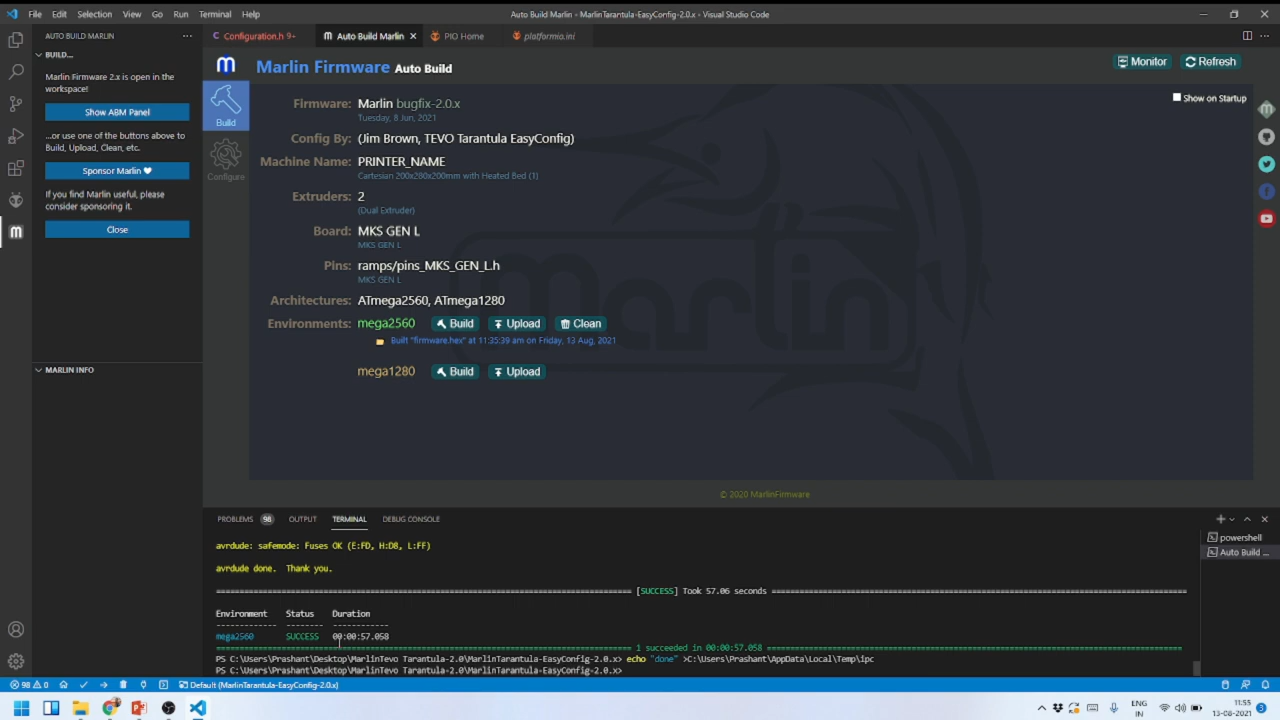 File Edit Selection View Go Run Terminal Help
Auto Build Marlin - MarlinTarantula-EasyConfig-2.0.x - Visual Studio Code
AUTO BUILD MARLIN ···
BUILD...
Marlin Firmware 2.x is open in the
workspace!
Show ABM Panel
...or use one of the buttons above to
Build, Upload, Clean, etc.
Sponsor Marlin ♥
If you find Marlin useful, please
consider sponsoring it.
Close
MARLIN INFO
C Configuration.h 9+
m Auto Build Marlin ×
PIO Home
platformio.ini
Marlin Firmware Auto Build
Monitor
Refresh
Show on Startup
Build
Configure
Firmware: Marlin bugfix-2.0.x
Tuesday, 8 Jun, 2021
Config By: (Jim Brown, TEVO Tarantula EasyConfig)
Machine Name: PRINTER_NAME
Cartesian 200x280x200mm with Heated Bed (1)
Extruders: 2
(Dual Extruder)
Board: MKS GEN L
MKS GEN L
Pins: ramps/pins_MKS_GEN_L.h
MKS GEN L
Architectures: ATmega2560, ATmega1280
Environments: mega2560 Build Upload Clean
Built "firmware.hex" at 11:35:39 am on Friday, 13 Aug, 2021
mega1280 Build Upload
marlin
© 2020 MarlinFirmware
PROBLEMS 98 OUTPUT TERMINAL DEBUG CONSOLE
powershell
Auto Build ...
avrdude: safemode: Fuses OK (E:FD, H:D8, L:FF)
avrdude done. Thank you.
[SUCCESS] Took 57.06 seconds
Environment Status Duration
mega2560 SUCCESS 00:00:57.058
1 succeeded in 00:00:57.058
PS C:\Users\Prashant\Desktop\MarlinTevo Tarantula-2.0\MarlinTarantula-EasyConfig-2.0.x> echo "done" >C:\Users\Prashant\AppData\Local\Temp\ipc
PS C:\Users\Prashant\Desktop\MarlinTevo Tarantula-2.0\MarlinTarantula-EasyConfig-2.0.x>
98 0
Default (MarlinTarantula-EasyConfig-2.0.x)
ENG
IN
11:55
13-08-2021
3